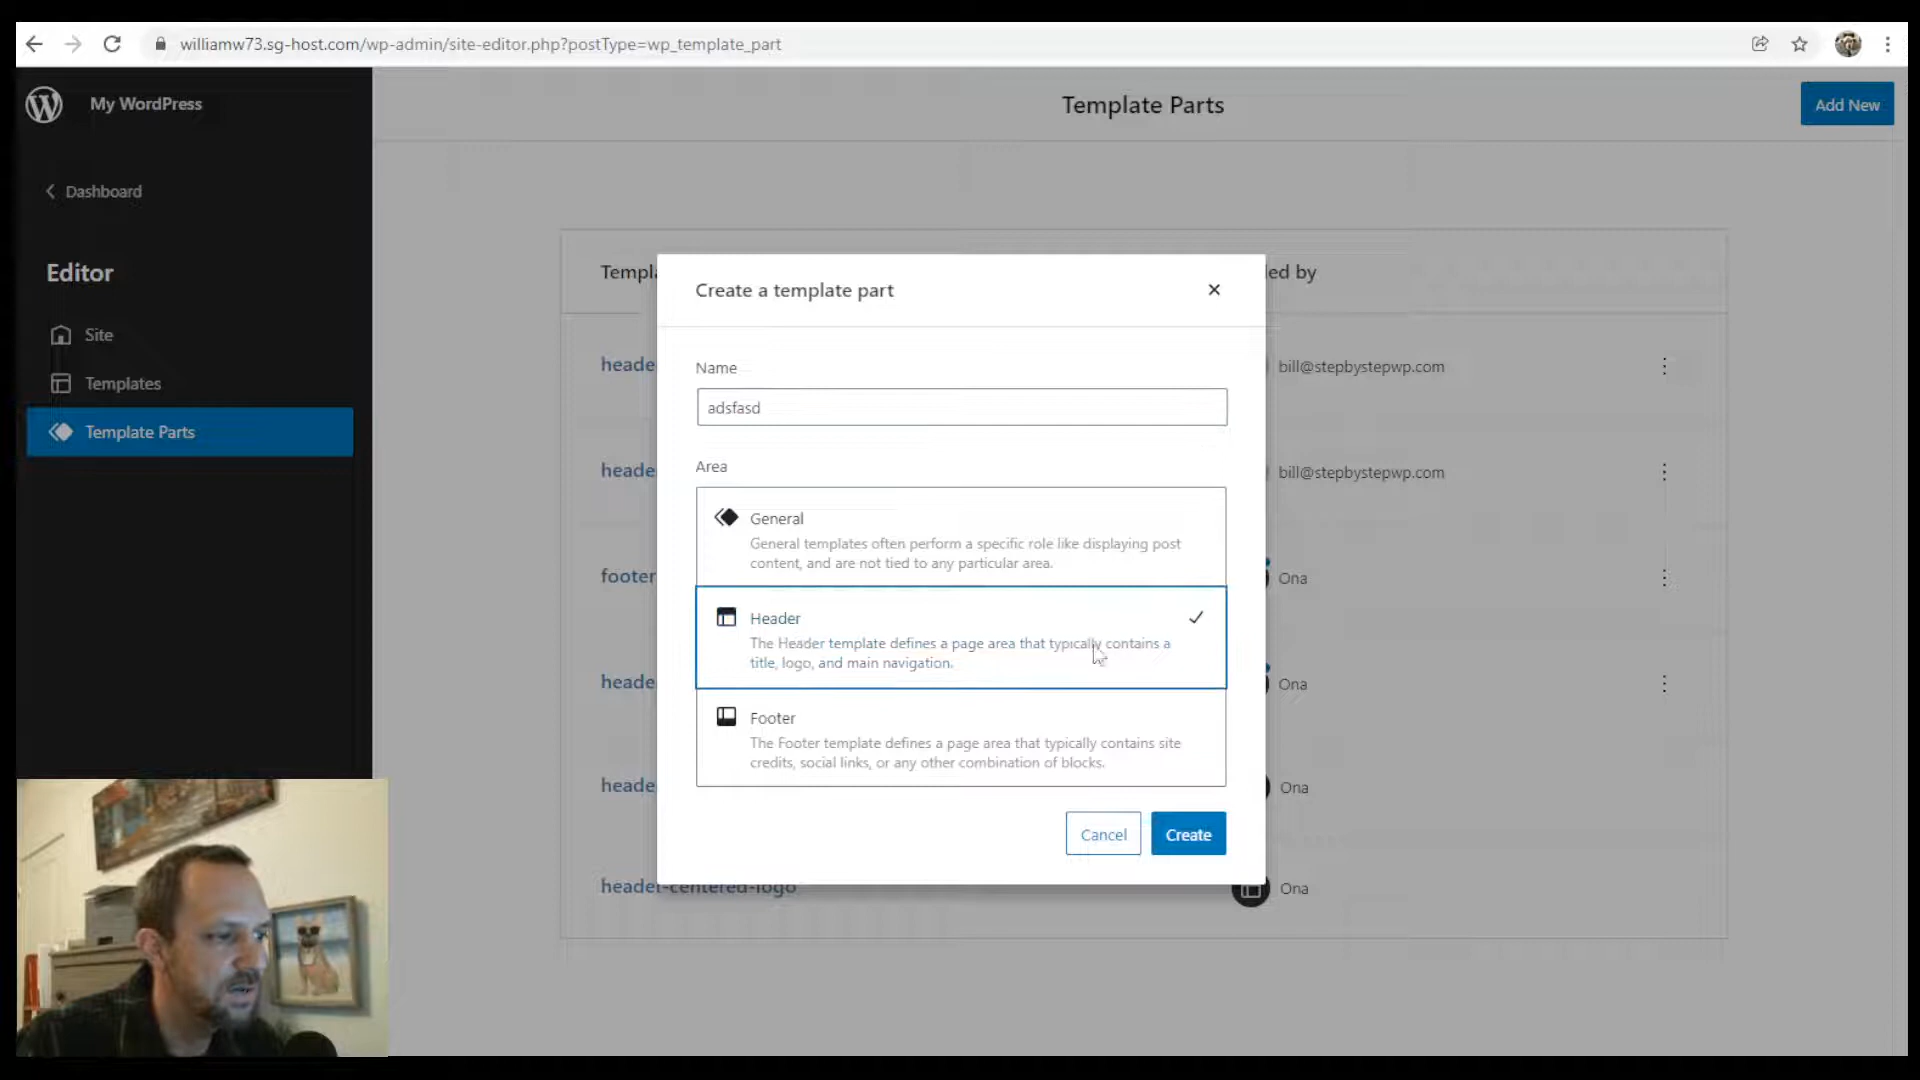 williamw73.sg-host.com/wp-admin/site-editor.php?postType=wp_template_part
My WordPress
Template Parts
Add New
Dashboard
Editor
Site
Templates
Template Parts
Templa
ed by
heade
bill@stepbystepwp.com
heade
bill@stepbystepwp.com
footer
Ona
heade
Ona
heade
Ona
header-centered-logo
Ona
Create a template part
Name
adsfasd
Area
General
General templates often perform a specific role like displaying post
content, and are not tied to any particular area.
Header
The Header template defines a page area that typically contains a
title, logo, and main navigation.
Footer
The Footer template defines a page area that typically contains site
credits, social links, or any other combination of blocks.
Cancel
Create